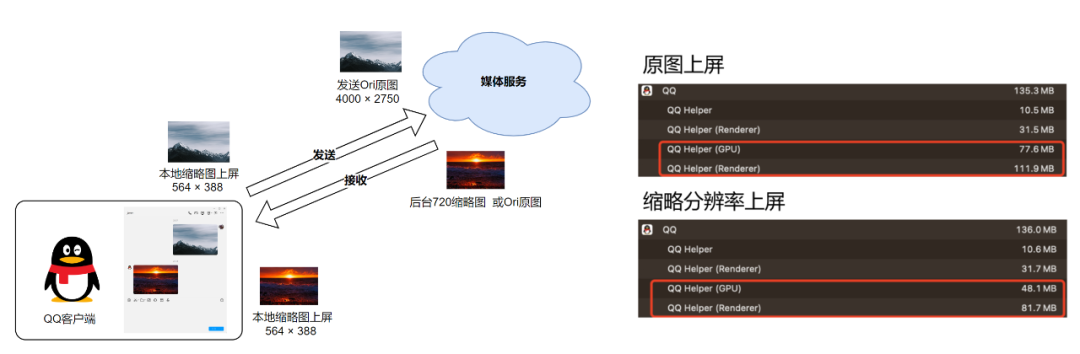 发送Ori原图
4000 × 2750
媒体服务
本地缩略图上屏
564 × 388
发送
接收
后台720缩略图 或Ori原图
QQ客户端
本地缩略图上屏
564 × 388
原图上屏
QQ 135.3 MB
QQ Helper 10.5 MB
QQ Helper (Renderer) 31.5 MB
QQ Helper (GPU) 77.6 MB
QQ Helper (Renderer) 111.9 MB
缩略分辨率上屏
QQ 136.0 MB
QQ Helper 10.6 MB
QQ Helper (Renderer) 31.7 MB
QQ Helper (GPU) 48.1 MB
QQ Helper (Renderer) 81.7 MB